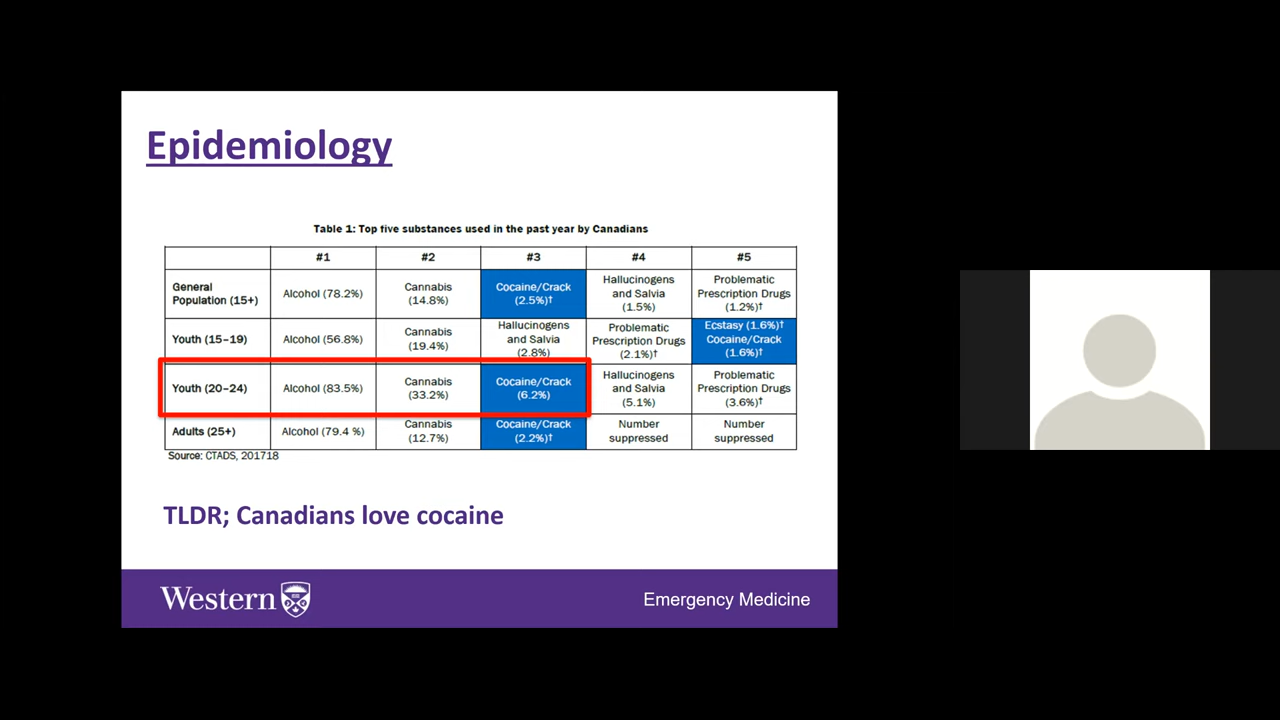 Epidemiology
Table 1: Top five substances used in the past year by Canadians
#1 #2 #3 #4 #5
General Population (15+) Alcohol (78.2%) Cannabis (14.8%) Cocaine/Crack (2.5%)† Hallucinogens and Salvia (1.5%) Problematic Prescription Drugs (1.2%)†
Youth (15–19) Alcohol (56.8%) Cannabis (19.4%) Hallucinogens and Salvia (2.8%) Problematic Prescription Drugs (2.1%)† Ecstasy (1.6%)† Cocaine/Crack (1.6%)†
Youth (20–24) Alcohol (83.5%) Cannabis (33.2%) Cocaine/Crack (6.2%) Hallucinogens and Salvia (5.1%) Problematic Prescription Drugs (3.6%)†
Adults (25+) Alcohol (79.4 %) Cannabis (12.7%) Cocaine/Crack (2.2%)† Number suppressed Number suppressed
Source: CTADS, 201718
TLDR; Canadians love cocaine
Western
Emergency Medicine